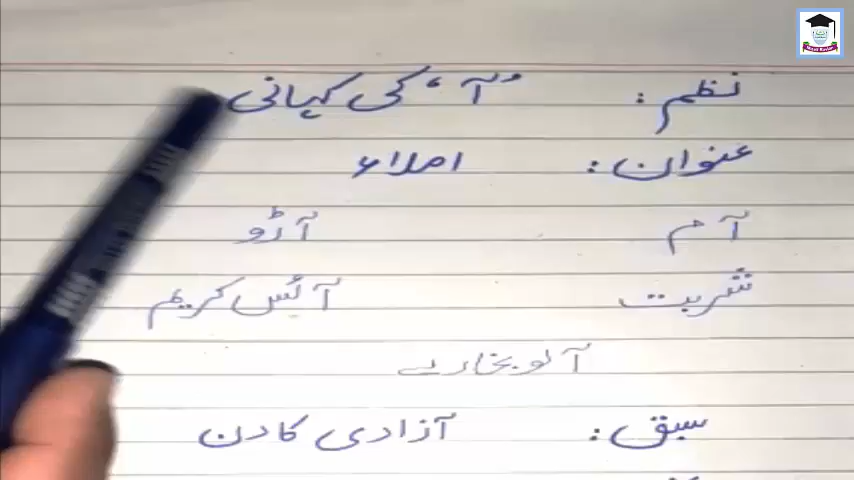 نظم: ’آ‘ کی کہانی
عنوان: املاء
آم آڑو
شربت آئس کریم
آلو بخارے
سبق: آزادی کا دن